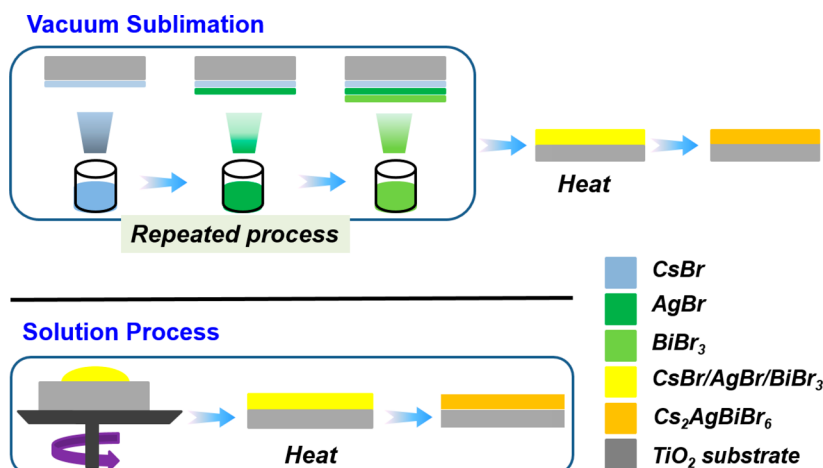 Vacuum Sublimation
Heat
Repeated process
CsBr
AgBr
BiBr₃
Solution Process
CsBr/AgBr/BiBr₃
Cs₂AgBiBr₆
Heat
TiO₂ substrate